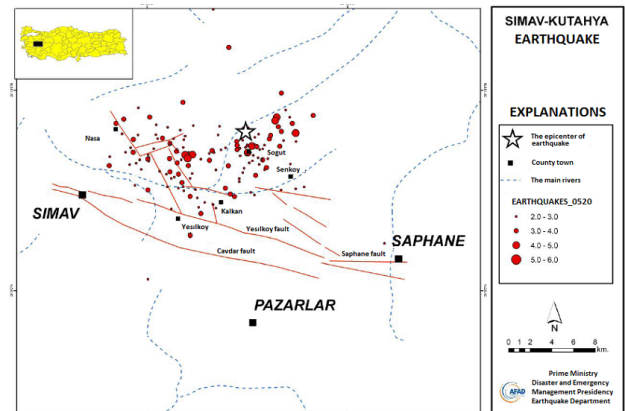 SIMAV-KUTAHYA
EARTHQUAKE
EXPLANATIONS
The epicenter of
earthquake
County town
The main rivers
EARTHQUAKES_0520
2.0 - 3.0
3.0 - 4.0
4.0 - 5.0
5.0 - 6.0
N
0 1 2 4 6 8
km.
Prime Ministry
Disaster and Emergency
Management Presidency
Earthquake Department
AFAD
Nasa
Sogut
Senkoy
SIMAV
Kalkan
Yesılkoy
Yesılkoy fault
SAPHANE
Cavdar fault
Saphane fault
PAZARLAR